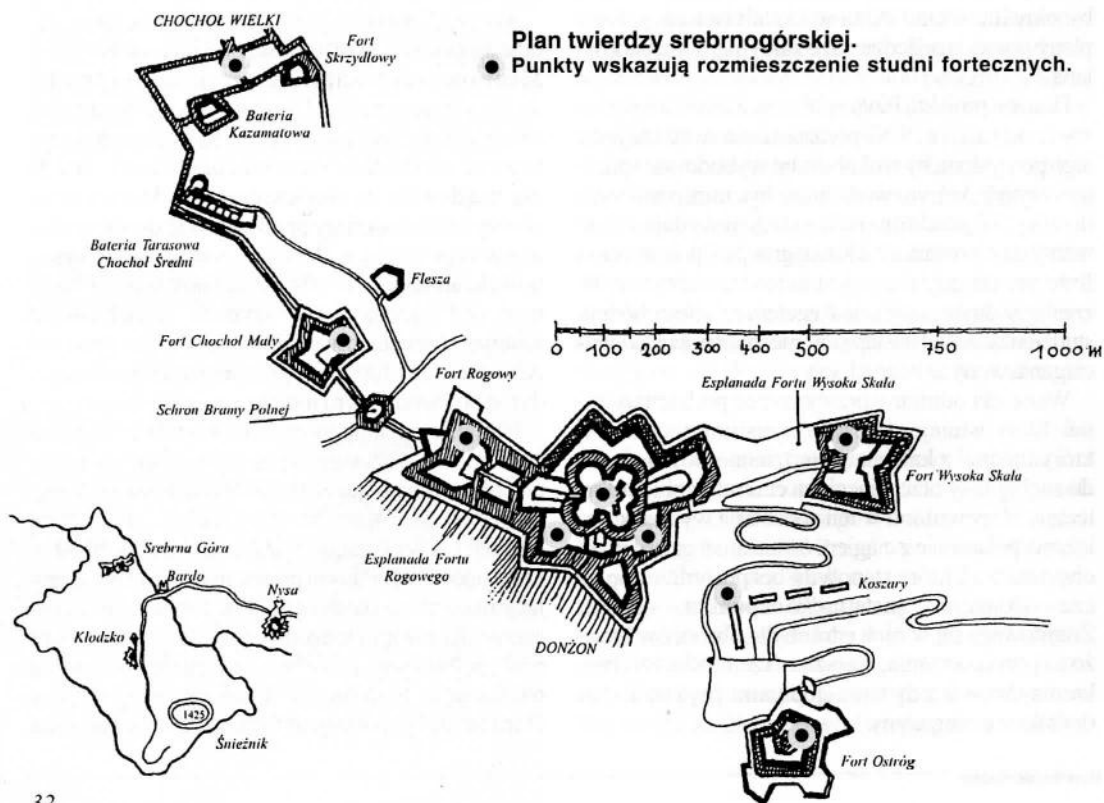 CHOCHOŁ WIELKI
Fort
Skrzydłowy
Plan twierdzy srebrnogórskiej.
Punkty wskazują rozmieszczenie studni fortecznych.
Bateria
Kazamatowa
Bateria Tarasowa
Chochoł Średni
Flesza
Fort Chochoł Mały
Fort Rogowy
Schron Bramy Polnej
0 100 200 300 400 500 750 1000 m
Esplanada Fortu Wysoka Skała
Fort Wysoka Skała
Esplanada Fortu
Rogowego
Koszary
DONŻON
Fort Ostróg
Srebrna Góra
Bardo
Nysa
Kłodzko
1425
Śnieżnik
32